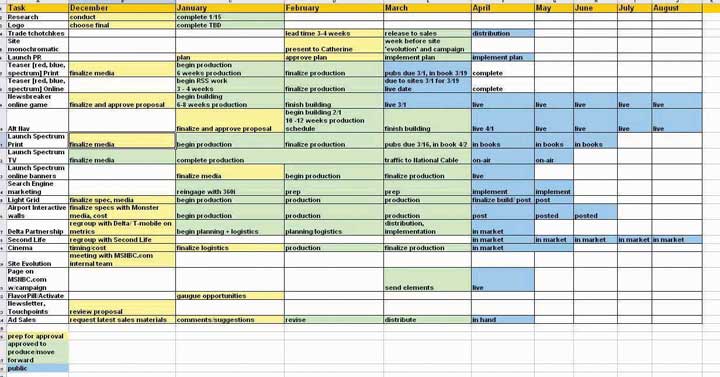 Task December January February March April May June July August
Research conduct complete 1/15
Logo choose final complete TBD
Trade tchotchkes lead time 3-4 weeks release to sales distribution
Site week before site
monochromatic present to Catherine 'evolution' and campaign
Launch PR plan approve plan implement plan implement plan
Teaser [red, blue, begin production
spectrum] Print finalize media 6 weeks production finalize production pubs due 3/1, in book 3/19 complete
Teaser [red, blue, begin RSS work due to sites 3/1 for 3/19
spectrum] Online 3 - 4 weeks finalize production live date complete
Newsbreaker begin building
online game finalize and approve proposal 6-8 weeks production finish building live 3/1 live live live live live
begin building 2/1
10 -12 weeks production
Alt Nav finalize and approve proposal schedule finish building live 4/1 live live live live
Launch Spectrum
Print finalize media begin production finalize production pubs due 3/16, in book 4/2 in books in books in books
Launch Spectrum
TV finalize media complete production traffic to National Cable on-air on-air
Launch Spectrum
online banners finalize media begin production finalize production live
Search Engine
marketing reingage with 360i prep prep implement implement
Light Grid finalize spec, media begin production production production finalize build/ post post
Airport Interactive finalize specs with Monster
walls media, cost begin production production production post posted posted
regroup with Delta/ T-mobile on distribution,
Delta Partnership metrics begin planning + logistics planning/logistics implementation in market
Second Life regroup with Second Life in market in market in market in market in market
Cinema timing/cost finalize logistics production finalize production in market
meeting with MSNBC.com
Site Evolution internal team
Page on
MSNBC.com
w/campaign send elements live
FlavorPill/Activate gaugue opportunities
Newsletter,
Touchpoints review proposal
Ad Sales request latest sales materials comments/suggestions revise distribute in hand
prep for approval
approved to
produce/move
forward
public